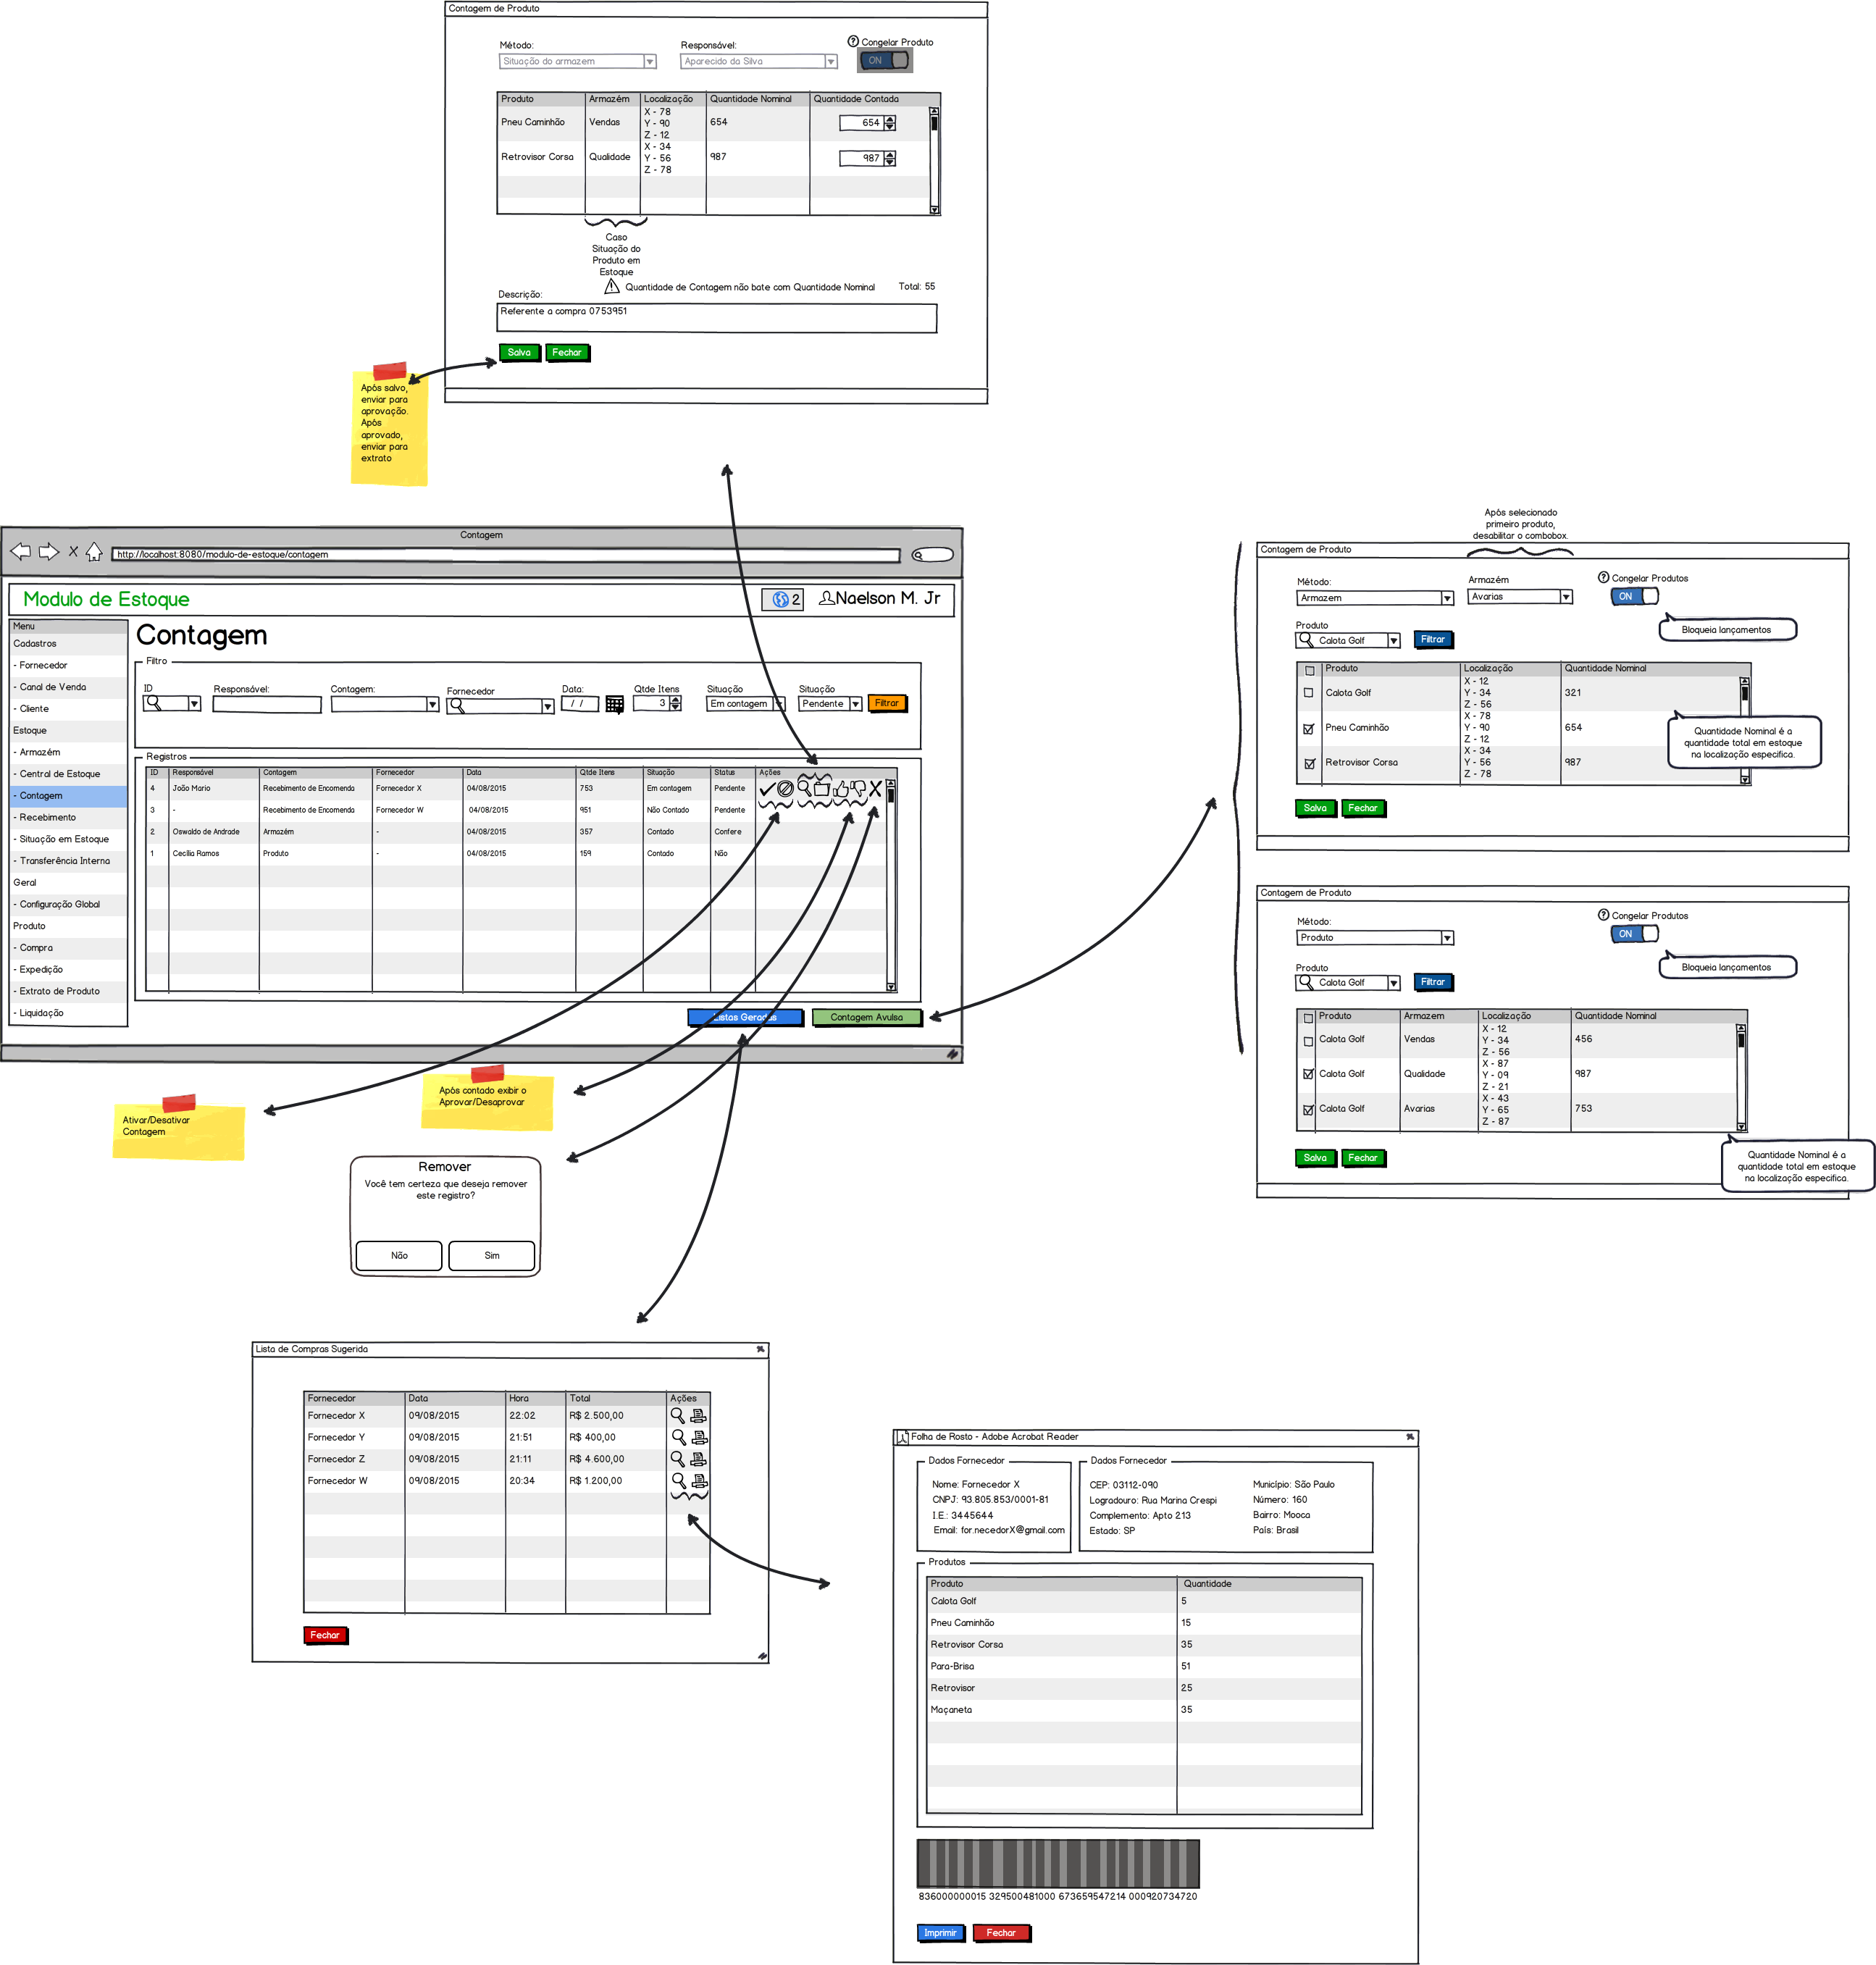 Contagem de Produto
Método:
Responsável:
Congelar Produto
Situação do armazem
Aparecido da Silva
ON
Produto Armazém Localização Quantidade Nominal Quantidade Contada
X - 78
Pneu Caminhão Vendas Y - 90 654 654
Z - 12
X - 34
Retrovisor Corsa Qualidade Y - 56 987 987
Z - 78
Caso
Situação do
Produto em
Estoque
Quantidade de Contagem não bate com Quantidade Nominal Total: 55
Descrição:
Referente a compra 0753951
Salva Fechar
Após salvo,
enviar para
aprovação.
Após
aprovado,
enviar para
extrato
Contagem
http://localhost:8080/modulo-de-estoque/contagem
Modulo de Estoque
2
Naelson M. Jr
Menu
Cadastros
- Fornecedor
- Canal de Venda
- Cliente
Estoque
- Armazém
- Central de Estoque
- Contagem
- Recebimento
- Situação em Estoque
- Transferência Interna
Geral
- Configuração Global
Produto
- Compra
- Expedição
- Extrato de Produto
- Liquidação
Contagem
Filtro
ID Responsável: Contagem: Fornecedor Data: Qtde Itens Situação Situação
/ / 3 Em contagem Pendente Filtrar
Registros
ID Responsável Contagem Fornecedor Data Qtde Itens Situação Status Ações
4 João Mario Recebimento de Encomenda Fornecedor X 04/08/2015 753 Em contagem Pendente
3 - Recebimento de Encomenda Fornecedor W 04/08/2015 951 Não Contado Pendente
2 Oswaldo de Andrade Armazém - 04/08/2015 357 Contado Confere
1 Cecília Ramos Produto - 04/08/2015 159 Contado Não
Listas Geradas Contagem Avulsa
Após selecionado
primeiro produto,
desabilitar o combobox.
Contagem de Produto
Método:
Armazém
Congelar Produtos
Armazem
Avarias
ON
Bloqueia lançamentos
Produto
Calota Golf Filtrar
Produto Localização Quantidade Nominal
X - 12
Calota Golf Y - 34 321
Z - 56
X - 78
Pneu Caminhão Y - 90 654
Z - 12
X - 34
Retrovisor Corsa Y - 56 987
Z - 78
Quantidade Nominal é a
quantidade total em estoque
na localização especifica.
Salva Fechar
Contagem de Produto
Método:
Congelar Produtos
Produto
ON
Bloqueia lançamentos
Produto
Calota Golf Filtrar
Produto Armazem Localização Quantidade Nominal
X - 12
Calota Golf Vendas Y - 34 456
Z - 56
X - 87
Calota Golf Qualidade Y - 09 987
Z - 21
X - 43
Calota Golf Avarias Y - 65 753
Z - 87
Salva Fechar
Quantidade Nominal é a
quantidade total em estoque
na localização especifica.
Ativar/Desativar
Contagem
Após contado exibir o
Aprovar/Desaprovar
Remover
Você tem certeza que deseja remover
este registro?
Não Sim
Lista de Compras Sugerida
Fornecedor Data Hora Total Ações
Fornecedor X 09/08/2015 22:02 R$ 2.500,00
Fornecedor Y 09/08/2015 21:51 R$ 400,00
Fornecedor Z 09/08/2015 21:11 R$ 4.600,00
Fornecedor W 09/08/2015 20:34 R$ 1.200,00
Fechar
Folha de Rosto - Adobe Acrobat Reader
Dados Fornecedor
Nome: Fornecedor X
CNPJ: 93.805.853/0001-81
I.E.: 3445644
Email: for.necedorX@gmail.com
Dados Fornecedor
CEP: 03112-090 Município: São Paulo
Logradouro: Rua Marina Crespi Número: 160
Complemento: Apto 213 Bairro: Mooca
Estado: SP País: Brasil
Produtos
Produto Quantidade
Calota Golf 5
Pneu Caminhão 15
Retrovisor Corsa 35
Para-Brisa 51
Retrovisor 25
Maçaneta 35
836000000015 329500481000 673659547214 000920734720
Imprimir Fechar